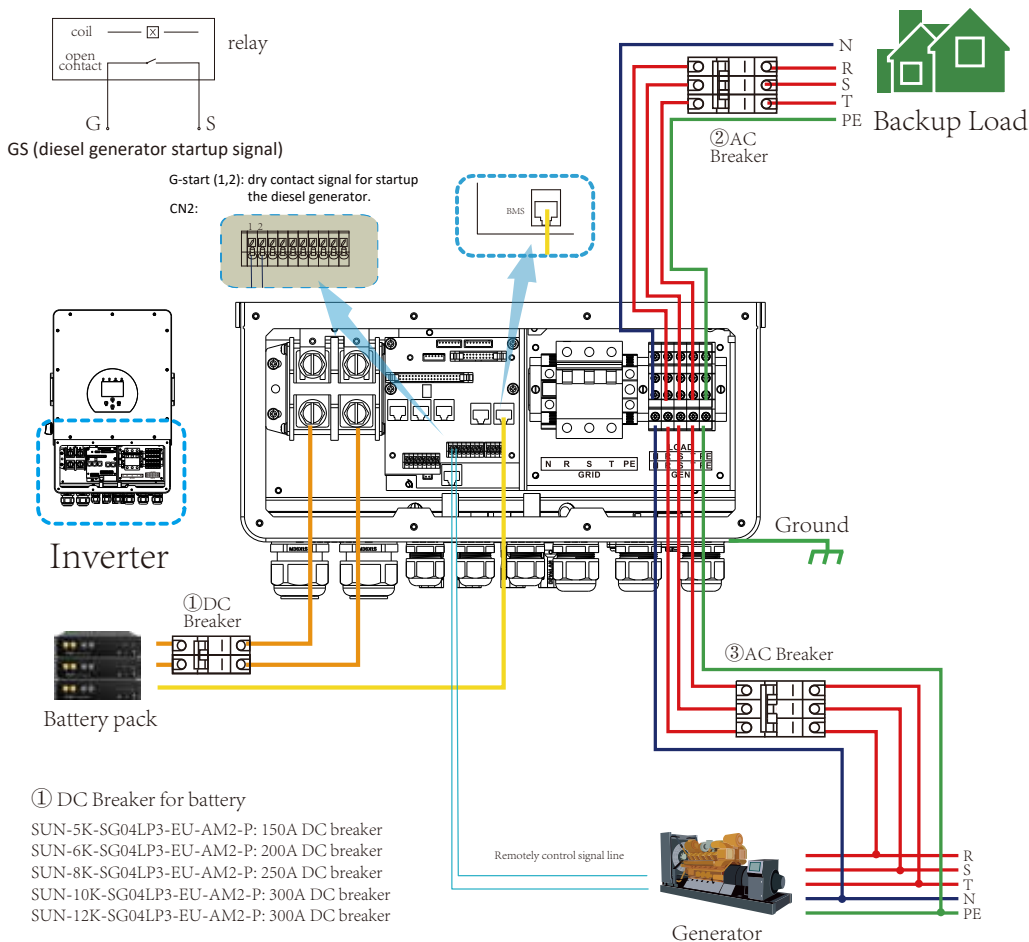 coil
open
contact
relay
G
S
GS (diesel generator startup signal)
G-start (1,2): dry contact signal for startup
the diesel generator.
CN2:
1 2
BMS
N
R
S
T
PE
Backup Load
②AC
Breaker
LOAD
N R S T PE
N R S T PE
GEN
N R S T PE
GRID
Inverter
Ground
①DC
Breaker
③AC Breaker
Battery pack
① DC Breaker for battery
SUN-5K-SG04LP3-EU-AM2-P: 150A DC breaker
SUN-6K-SG04LP3-EU-AM2-P: 200A DC breaker
SUN-8K-SG04LP3-EU-AM2-P: 250A DC breaker
SUN-10K-SG04LP3-EU-AM2-P: 300A DC breaker
SUN-12K-SG04LP3-EU-AM2-P: 300A DC breaker
Remotely control signal line
R
S
T
N
PE
Generator